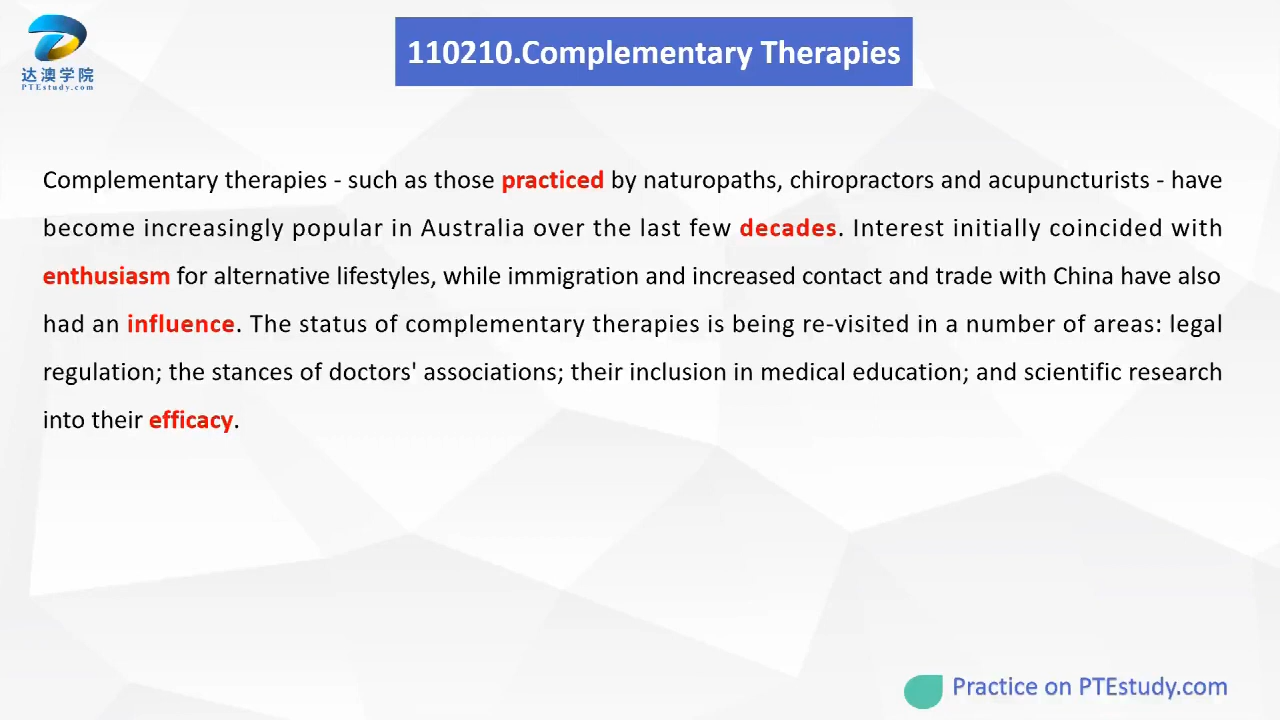 达澳学院
PTEstudy.com
110210.Complementary Therapies
Complementary therapies - such as those practiced by naturopaths, chiropractors and acupuncturists - have
become increasingly popular in Australia over the last few decades. Interest initially coincided with
enthusiasm for alternative lifestyles, while immigration and increased contact and trade with China have also
had an influence. The status of complementary therapies is being re-visited in a number of areas: legal
regulation; the stances of doctors' associations; their inclusion in medical education; and scientific research
into their efficacy.
Practice on PTEstudy.com